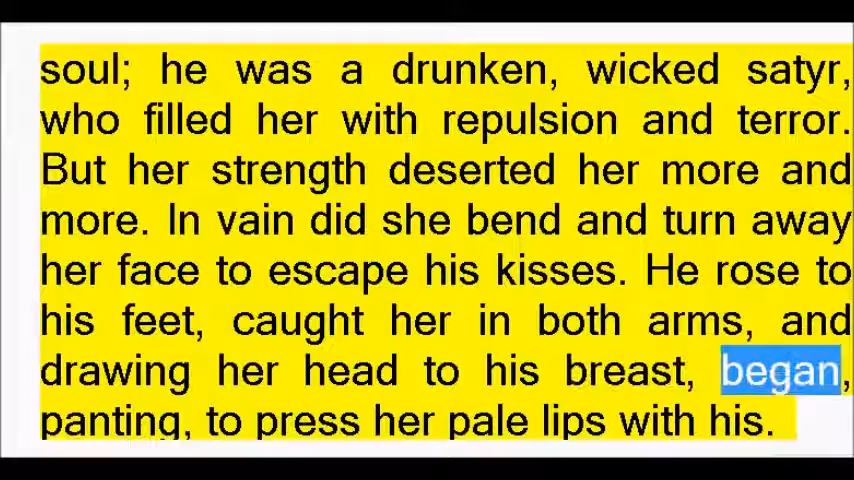 soul; he was a drunken, wicked satyr,
who filled her with repulsion and terror.
But her strength deserted her more and
more. In vain did she bend and turn away
her face to escape his kisses. He rose to
his feet, caught her in both arms, and
drawing her head to his breast, began,
panting, to press her pale lips with his.